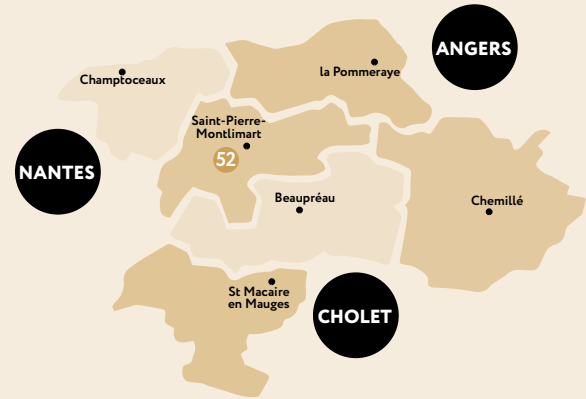 ANGERS
la Pommeraye
Champtoceaux
Saint-Pierre-
Montlimart
52
NANTES
Beaupréau
Chemillé
St Macaire
en Mauges
CHOLET